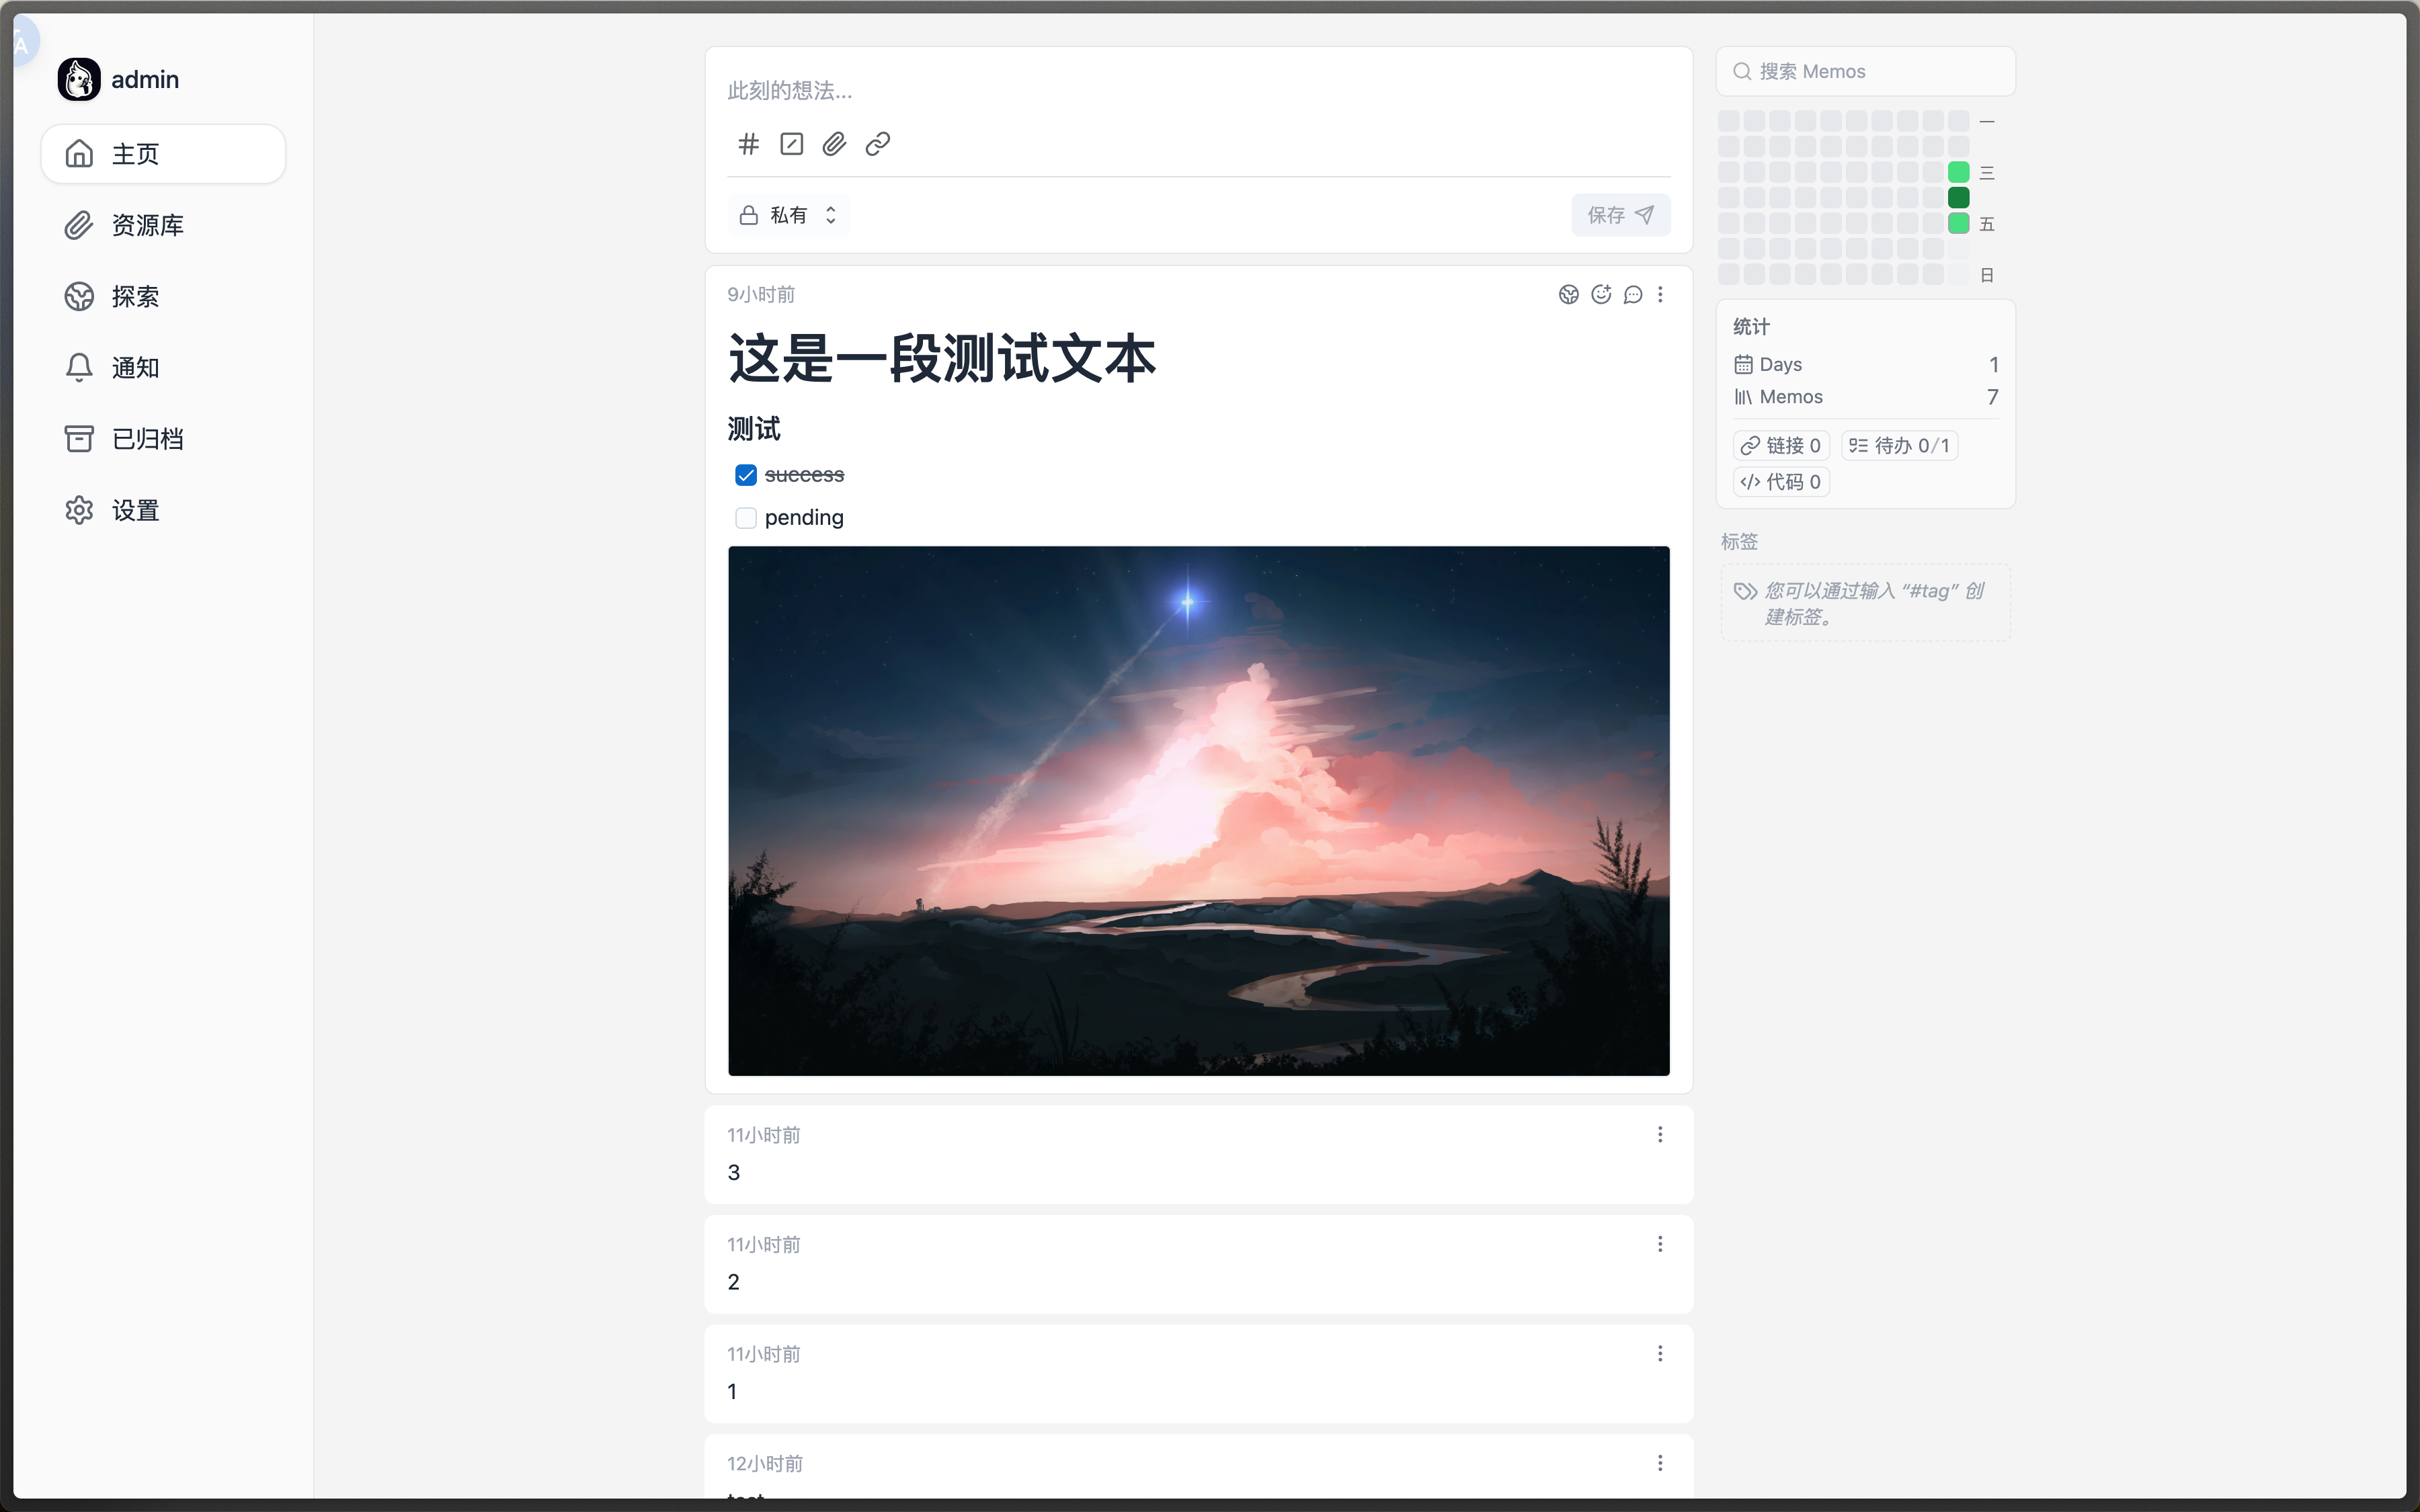 admin
主页
资源库
探索
通知
已归档
设置
此刻的想法...
私有
保存
9小时前
这是一段测试文本
测试
success
pending
11小时前
3
11小时前
2
11小时前
1
12小时前
搜索 Memos
一
三
五
日
统计
Days 1
Memos 7
链接 0 待办 0/1
代码 0
标签
您可以通过输入 “#tag” 创
建标签。